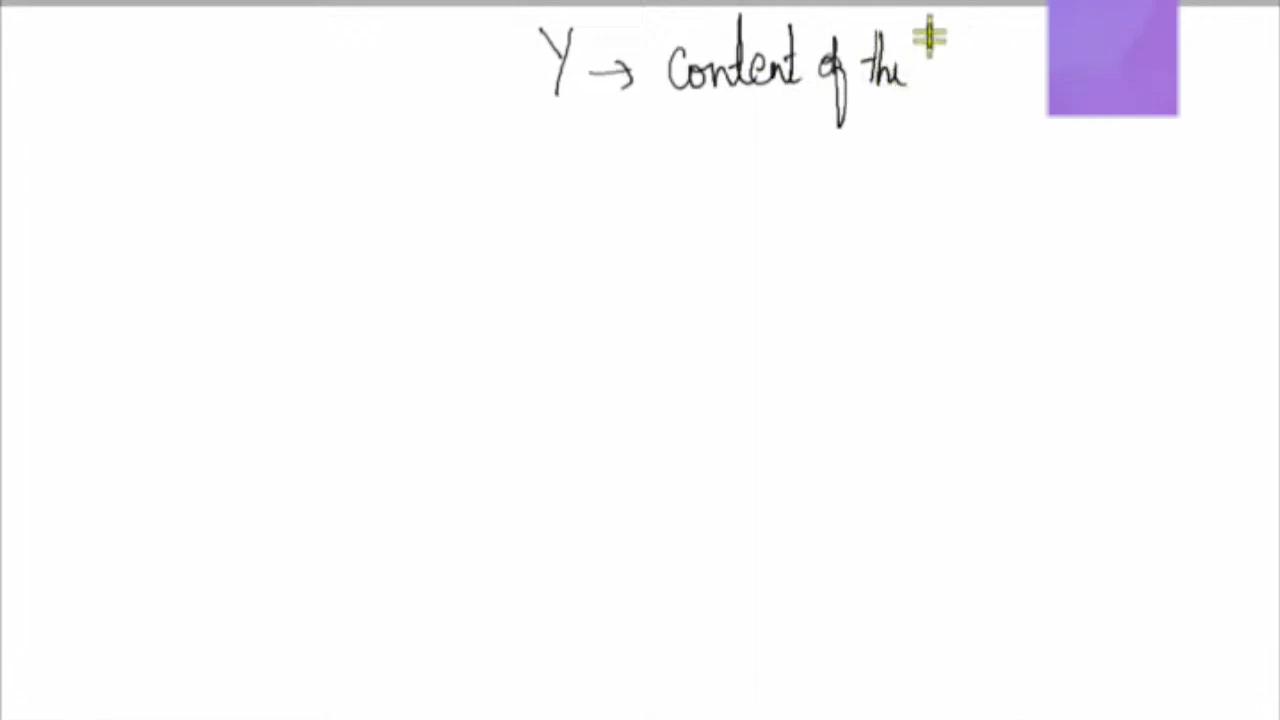 Y → Content of the